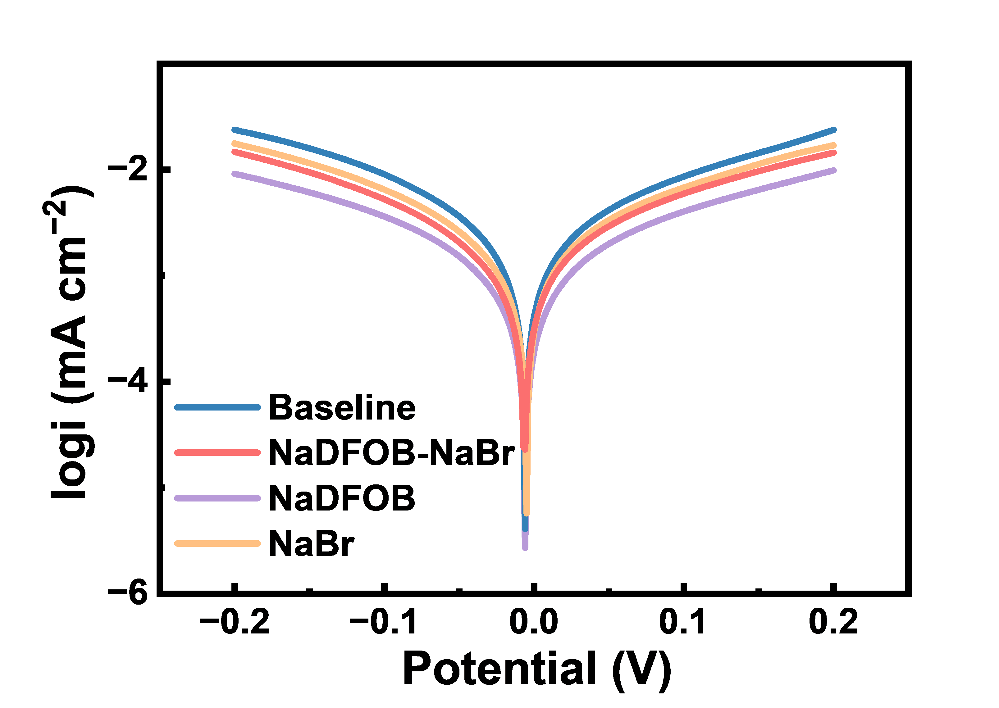 logi (mA cm⁻²)
−2
−4
−6
Baseline
NaDFOB-NaBr
NaDFOB
NaBr
−0.2 −0.1 0.0 0.1 0.2
Potential (V)